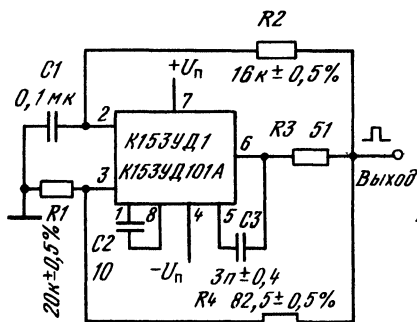 R2
+Uп
16к±0,5%
C1
0,1мк
2
7
К153УД1
К153УД101А
6
R3 51
3
Выход
1
8
4
5
C3
R1
20к±0,5%
C2
10
-Uп
3п±0,4
R4 82,5±0,5%